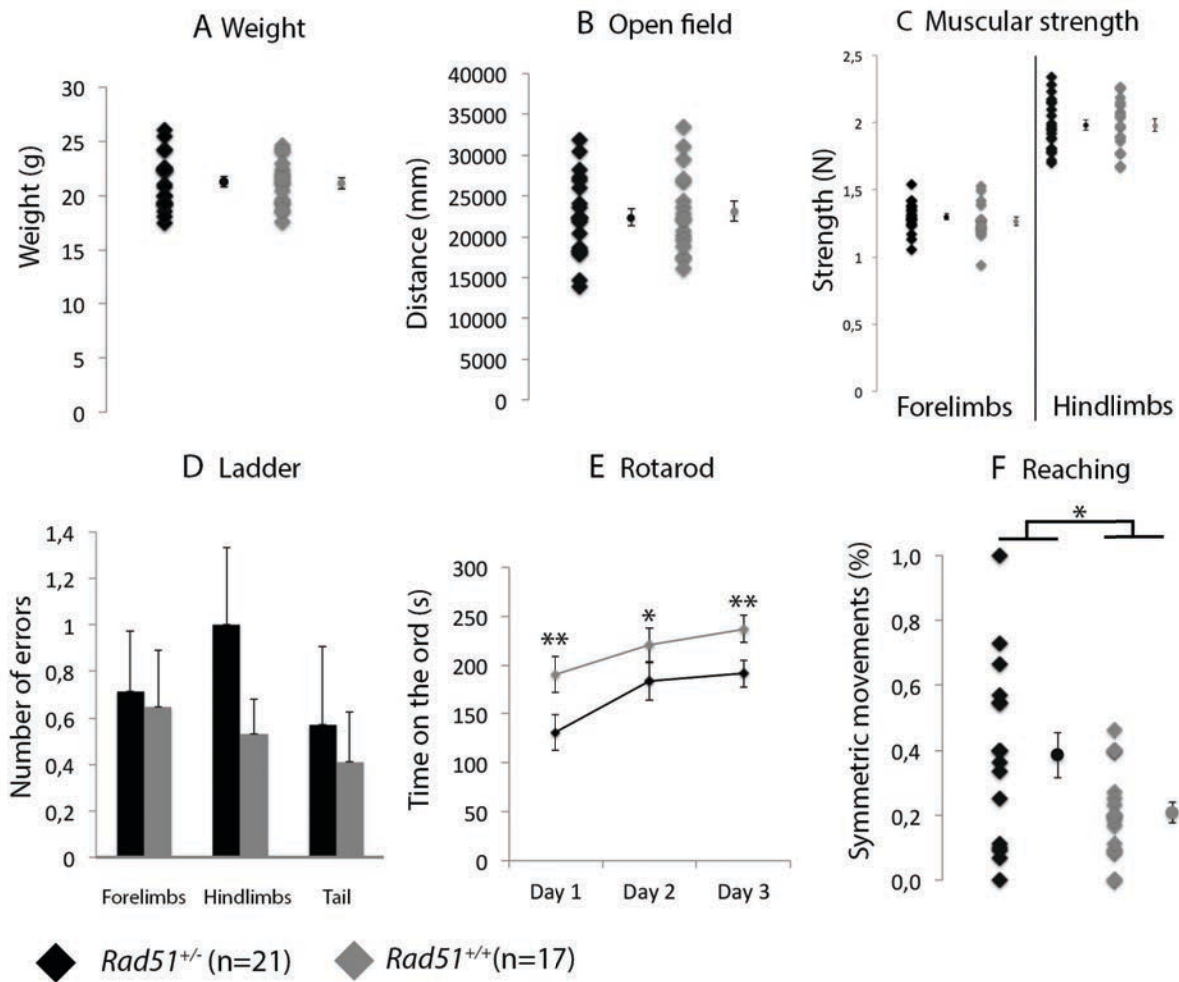 A Weight
B Open field
C Muscular strength
Weight (g)
30
25
20
15
10
5
0
Distance (mm)
40000
35000
30000
25000
20000
15000
10000
5000
0
Strength (N)
2,5
2
1,5
1
0,5
0
Forelimbs
Hindlimbs
D Ladder
E Rotarod
F Reaching
Number of errors
1,4
1,2
1
0,8
0,6
0,4
0,2
0
Forelimbs
Hindlimbs
Tail
Time on the ord (s)
300
250
200
150
100
50
0
**
*
**
Day 1
Day 2
Day 3
Symmetric movements (%)
*
1,0
0,8
0,6
0,4
0,2
0,0
Rad51+/- (n=21)
Rad51+/+(n=17)